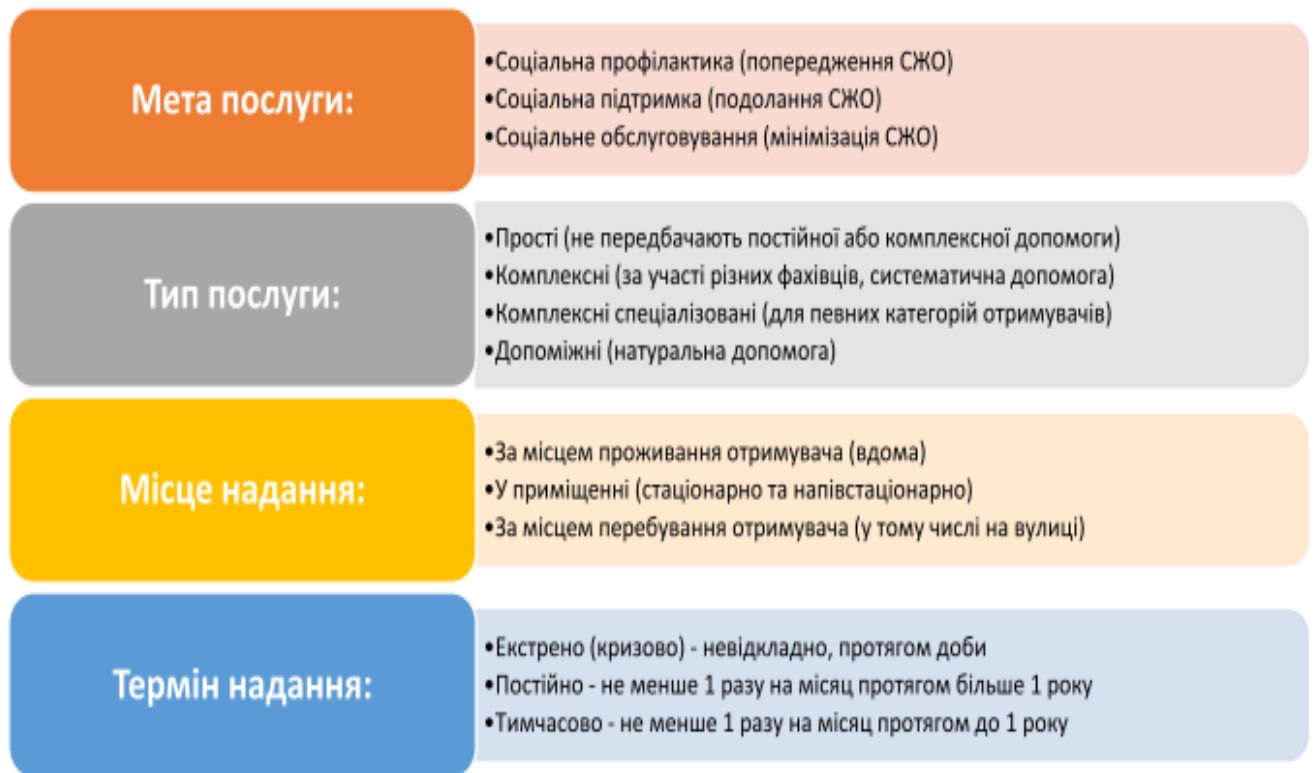 Мета послуги:
•Соціальна профілактика (попередження СЖО)
•Соціальна підтримка (подолання СЖО)
•Соціальне обслуговування (мінімізація СЖО)
Тип послуги:
•Прості (не передбачають постійної або комплексної допомоги)
•Комплексні (за участі різних фахівців, систематична допомога)
•Комплексні спеціалізовані (для певних категорій отримувачів)
•Допоміжні (натуральна допомога)
Місце надання:
•За місцем проживання отримувача (вдома)
•У приміщенні (стаціонарно та напівстаціонарно)
•За місцем перебування отримувача (у тому числі на вулиці)
Термін надання:
•Екстрено (кризово) - невідкладно, протягом доби
•Постійно - не менше 1 разу на місяц протягом більше 1 року
•Тимчасово - не менше 1 разу на місяц протягом до 1 року